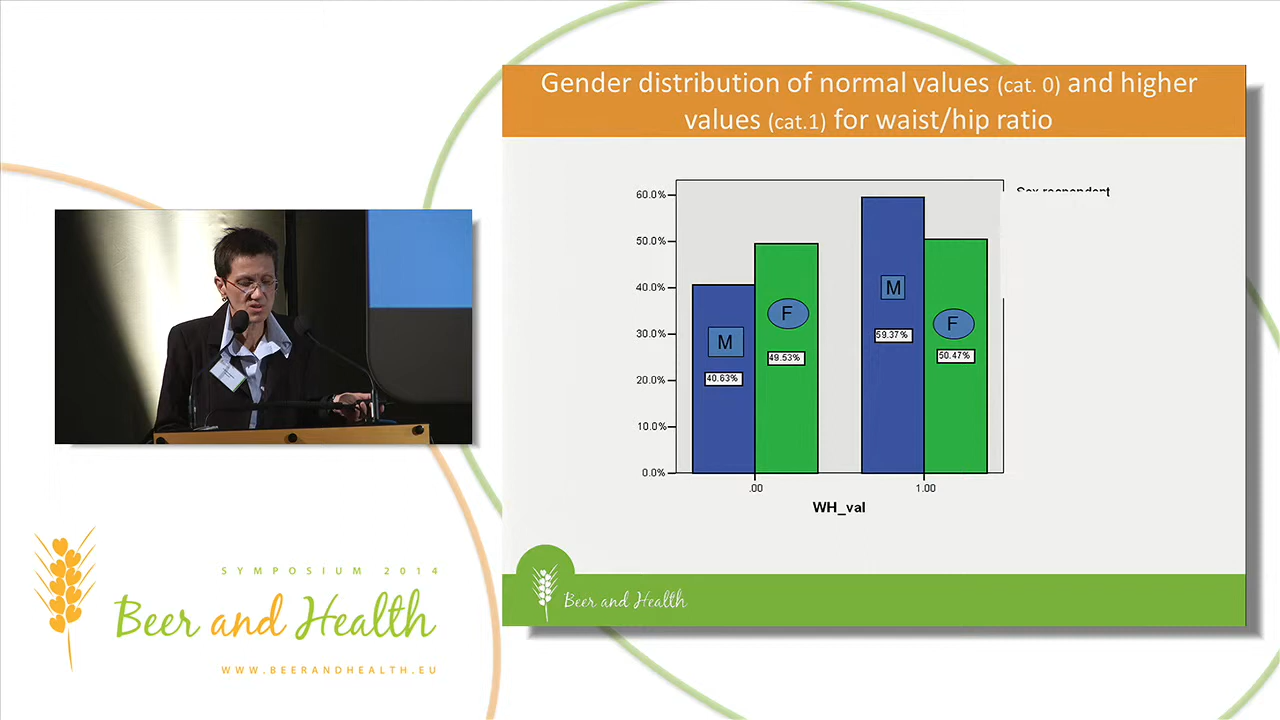 Gender distribution of normal values (cat. 0) and higher
values (cat.1) for waist/hip ratio
60.0%
50.0%
40.0%
30.0%
20.0%
10.0%
0.0%
M
40.63%
F
49.53%
M
59.37%
F
50.47%
.00
1.00
WH_val
Sex respondent
Beer and Health
SYMPOSIUM 2014
Beer and Health
WWW.BEERANDHEALTH.EU